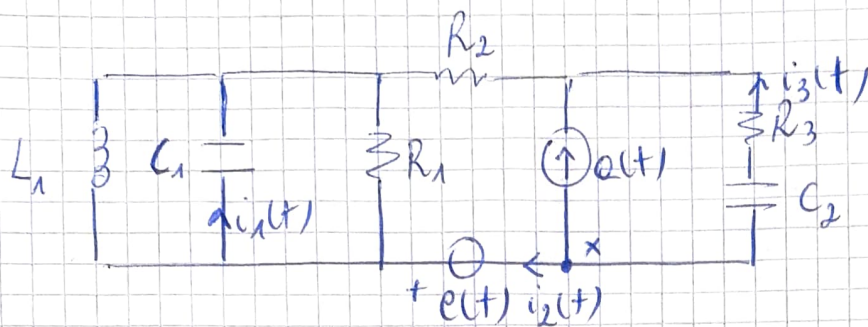 R2
i3(t)
L1 C1 R1 a(t) R3
C2
i1(t)
x
+ e(t) i2(t)